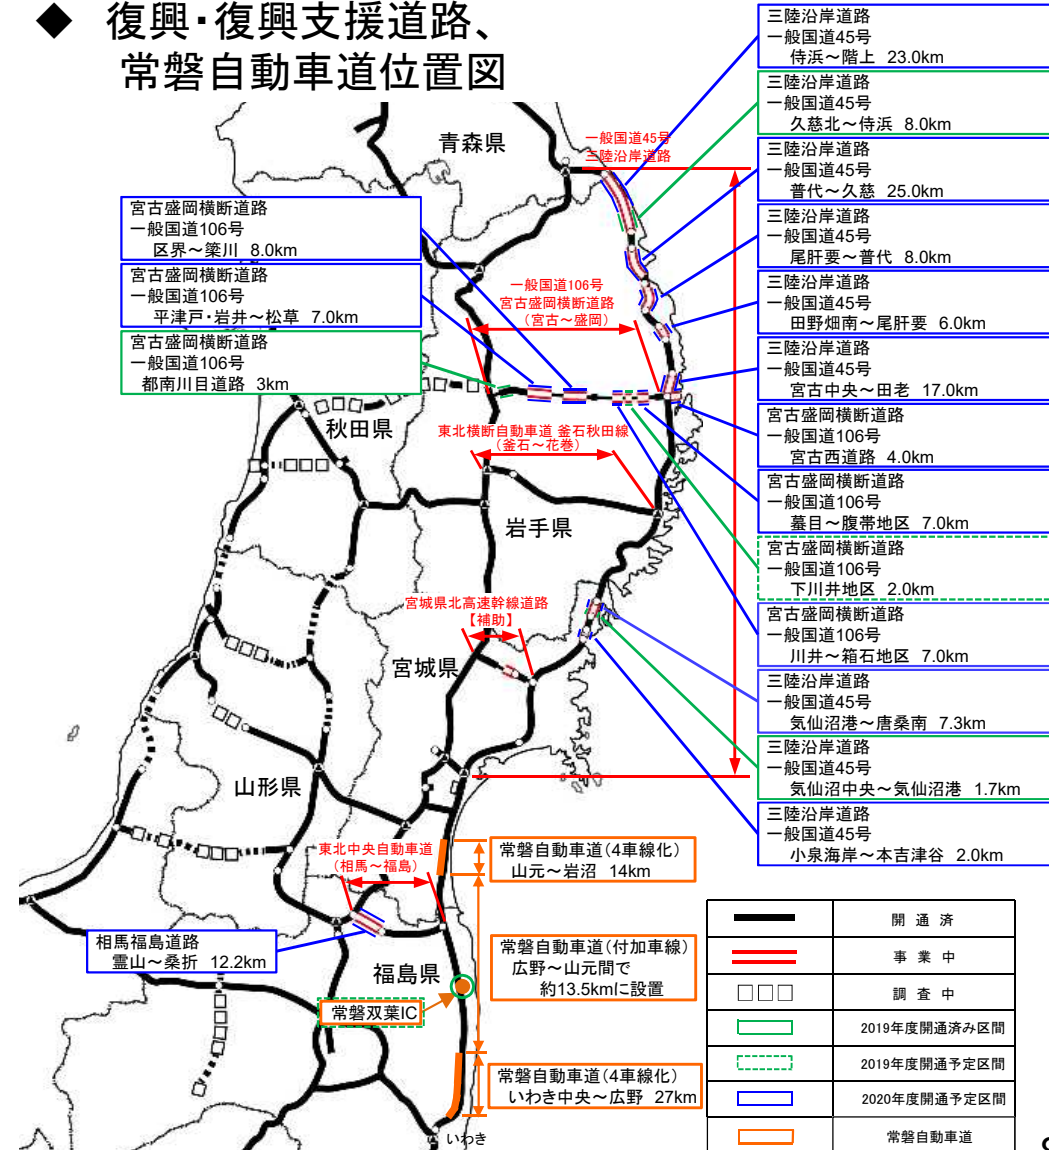 ◆ 復興・復興支援道路、
常磐自動車道位置図
三陸沿岸道路
一般国道45号
侍浜～階上 23.0km
三陸沿岸道路
一般国道45号
久慈北～侍浜 8.0km
三陸沿岸道路
一般国道45号
普代～久慈 25.0km
三陸沿岸道路
一般国道45号
尾肝要～普代 8.0km
三陸沿岸道路
一般国道45号
田野畑南～尾肝要 6.0km
三陸沿岸道路
一般国道45号
宮古中央～田老 17.0km
宮古盛岡横断道路
一般国道106号
宮古西道路 4.0km
宮古盛岡横断道路
一般国道106号
蟇目～腹帯地区 7.0km
宮古盛岡横断道路
一般国道106号
下川井地区 2.0km
宮古盛岡横断道路
一般国道106号
川井～箱石地区 7.0km
三陸沿岸道路
一般国道45号
気仙沼港～唐桑南 7.3km
三陸沿岸道路
一般国道45号
気仙沼中央～気仙沼港 1.7km
三陸沿岸道路
一般国道45号
小泉海岸～本吉津谷 2.0km
青森県
一般国道45号
三陸沿岸道路
宮古盛岡横断道路
一般国道106号
区界～簗川 8.0km
宮古盛岡横断道路
一般国道106号
平津戸・岩井～松草 7.0km
宮古盛岡横断道路
一般国道106号
都南川目道路 3km
一般国道106号
宮古盛岡横断道路
（宮古～盛岡）
秋田県
東北横断自動車道 釜石秋田線
（釜石～花巻）
岩手県
宮城県北高速幹線道路
【補助】
宮城県
山形県
東北中央自動車道
（相馬～福島）
常磐自動車道（4車線化）
山元～岩沼 14km
相馬福島道路
霊山～桑折 12.2km
福島県
常磐自動車道（付加車線）
広野～山元間で
約13.5kmに設置
常磐双葉IC
常磐自動車道（4車線化）
いわき中央～広野 27km
いわき
開通済
事業中
調査中
2019年度開通済み区間
2019年度開通予定区間
2020年度開通予定区間
常磐自動車道